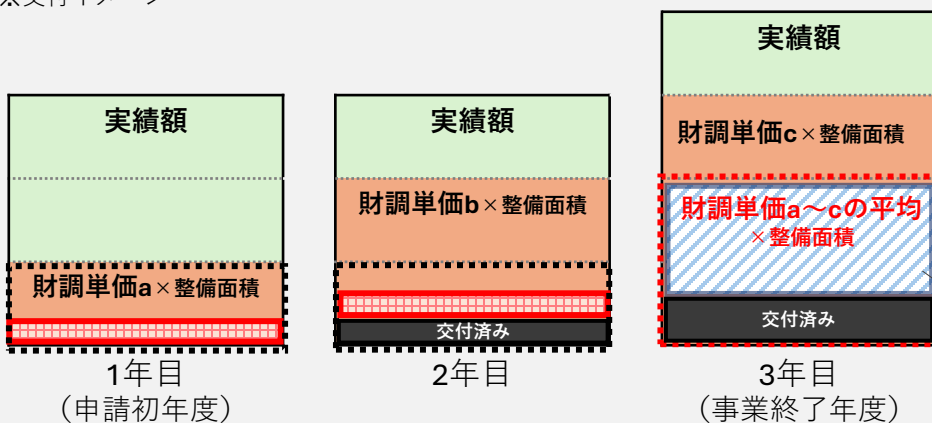 ※交付イメージ
実績額
財調単価a×整備面積
1年目
（申請初年度）
実績額
財調単価b×整備面積
交付済み
2年目
実績額
財調単価c×整備面積
財調単価a～cの平均
×整備面積
交付済み
3年目
（事業終了年度）